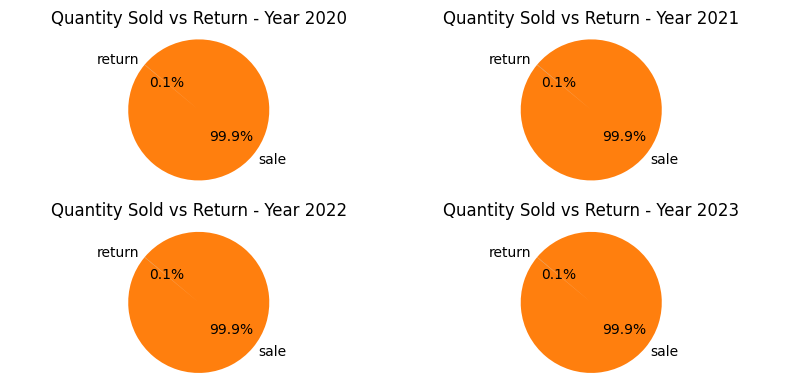 Quantity Sold vs Return - Year 2020
return
0.1%
99.9%
sale
Quantity Sold vs Return - Year 2021
return
0.1%
99.9%
sale
Quantity Sold vs Return - Year 2022
return
0.1%
99.9%
sale
Quantity Sold vs Return - Year 2023
return
0.1%
99.9%
sale